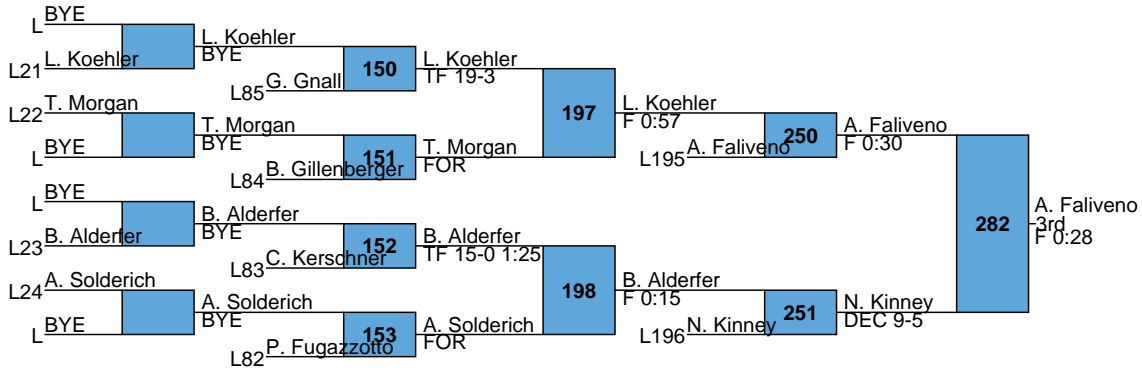 L BYE
L. Koehler
BYE
L21 L. Koehler
150
L. Koehler
TF 19-3
L85 G. Gnall
L22 T. Morgan
197
L. Koehler
F 0:57
T. Morgan
BYE
250
A. Faliveno
F 0:30
L BYE
151
T. Morgan
FOR
L195 A. Faliveno
L84 B. Gillenberger
L BYE
B. Alderfer
BYE
282
A. Faliveno
3rd
F 0:28
L23 B. Alderfer
152
B. Alderfer
TF 15-0 1:25
L83 C. Kerschner
L24 A. Solderich
198
B. Alderfer
F 0:15
A. Solderich
BYE
251
N. Kinney
DEC 9-5
L BYE
153
A. Solderich
FOR
L196 N. Kinney
L82 P. Fugazzotto